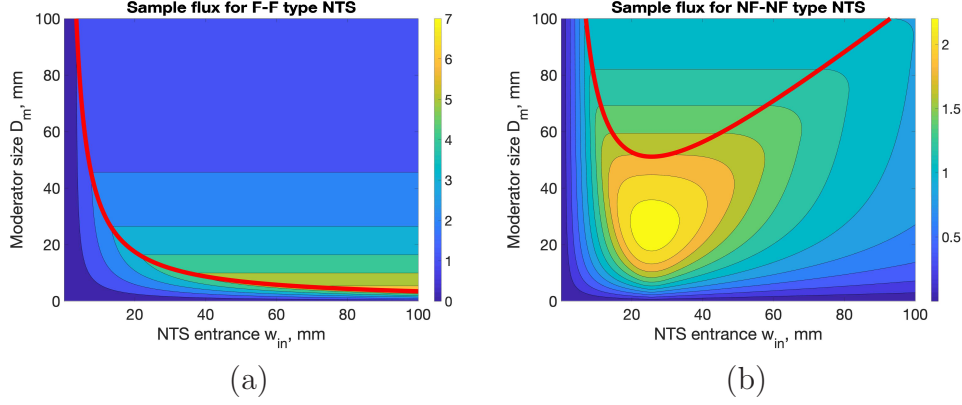 Sample flux for F-F type NTS
Moderator size D_m, mm
100
80
60
40
20
0
20 40 60 80 100
NTS entrance w_in, mm
7
6
5
4
3
2
1
0
(a)
Sample flux for NF-NF type NTS
Moderator size D_m, mm
100
80
60
40
20
0
20 40 60 80 100
NTS entrance w_in, mm
2
1.5
1
0.5
(b)